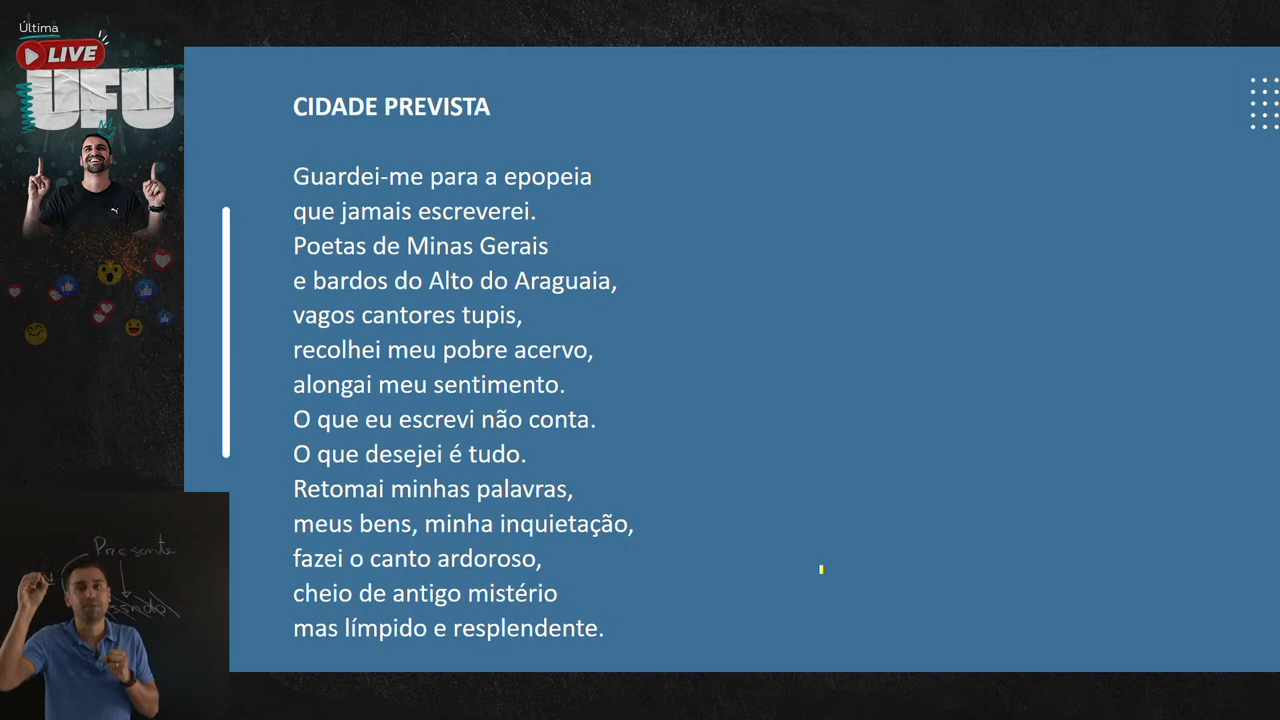 Última
LIVE
UFU
CIDADE PREVISTA
Guardei-me para a epopeia
que jamais escreverei.
Poetas de Minas Gerais
e bardos do Alto do Araguaia,
vagos cantores tupis,
recolhei meu pobre acervo,
alongai meu sentimento.
O que eu escrevi não conta.
O que desejei é tudo.
Retomai minhas palavras,
meus bens, minha inquietação,
fazei o canto ardoroso,
cheio de antigo mistério
mas límpido e resplendente.
Presente